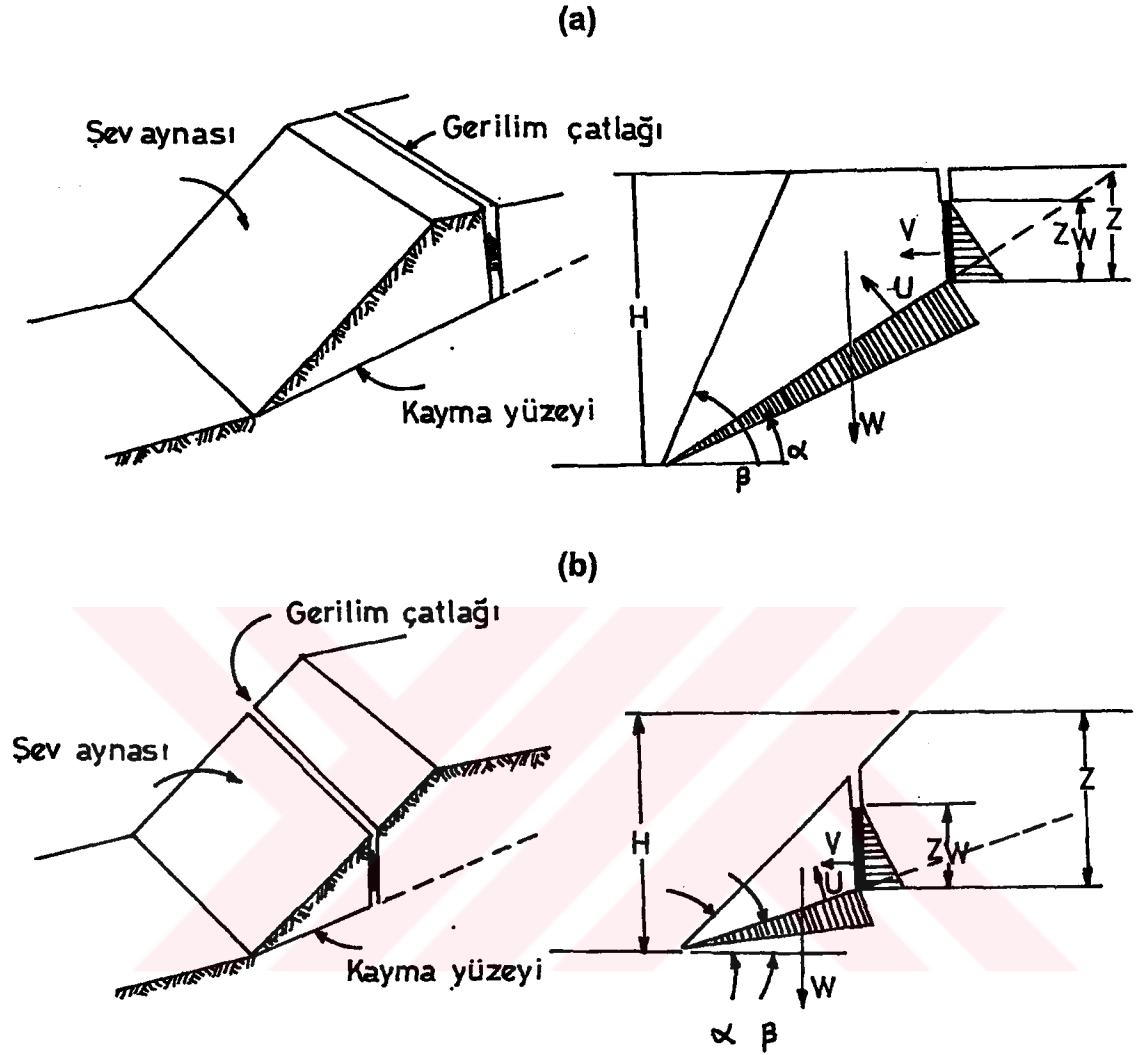 (a)
Şev aynası
Gerilim çatlağı
Kayma yüzeyi
H
V
U
W
ZW
Z
α
β
(b)
Gerilim çatlağı
Şev aynası
Kayma yüzeyi
H
V
U
W
ZW
Z
α β